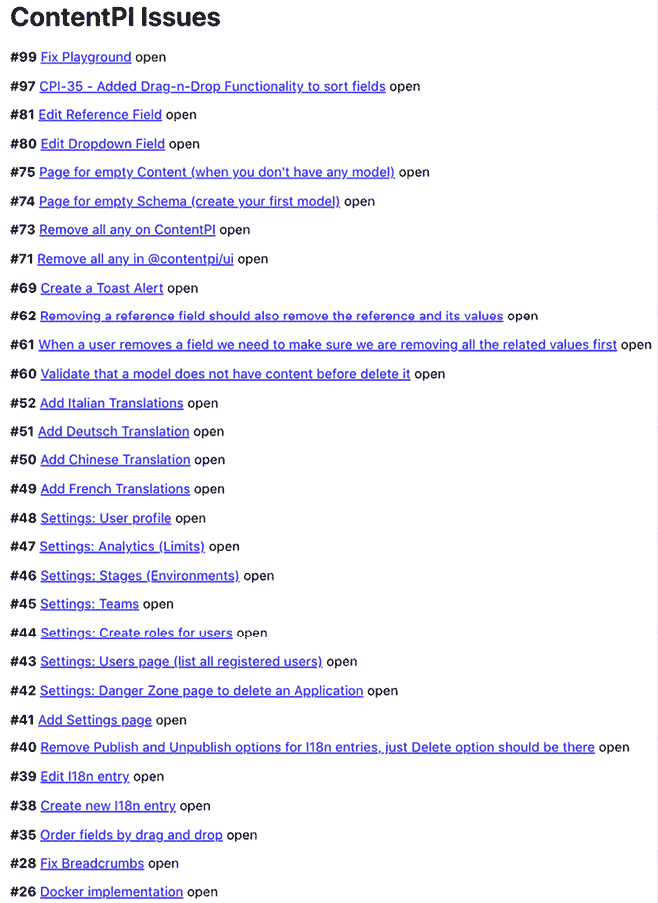 ContentPI Issues
#99 Fix Playground open
#97 CPI-35 - Added Drag-n-Drop Functionality to sort fields open
#81 Edit Reference Field open
#80 Edit Dropdown Field open
#75 Page for empty Content (when you don't have any model) open
#74 Page for empty Schema (create your first model) open
#73 Remove all any on ContentPI open
#71 Remove all any in @contentpi/ui open
#69 Create a Toast Alert open
#62 Removing a reference field should also remove the reference and its values open
#61 When a user removes a field we need to make sure we are removing all the related values first open
#60 Validate that a model does not have content before delete it open
#52 Add Italian Translations open
#51 Add Deutsch Translation open
#50 Add Chinese Translation open
#49 Add French Translations open
#48 Settings: User profile open
#47 Settings: Analytics (Limits) open
#46 Settings: Stages (Environments) open
#45 Settings: Teams open
#44 Settings: Create roles for users open
#43 Settings: Users page (list all registered users) open
#42 Settings: Danger Zone page to delete an Application open
#41 Add Settings page open
#40 Remove Publish and Unpublish options for I18n entries, just Delete option should be there open
#39 Edit I18n entry open
#38 Create new I18n entry open
#35 Order fields by drag and drop open
#28 Fix Breadcrumbs open
#26 Docker implementation open